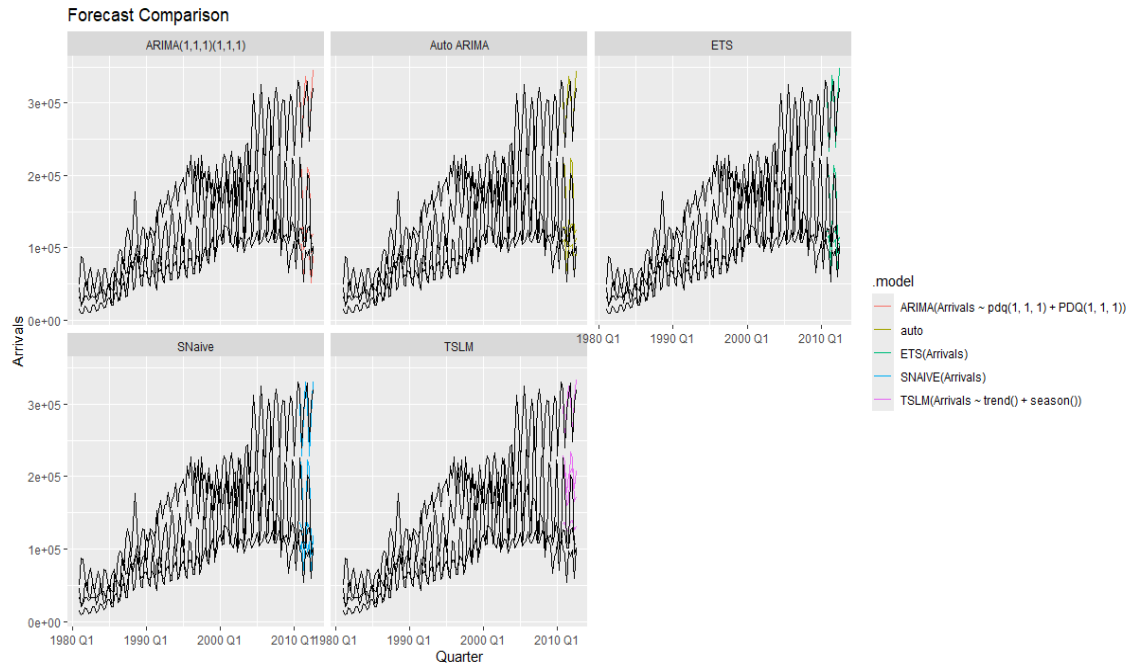 Forecast Comparison
ARIMA(1,1,1)(1,1,1)
Auto ARIMA
ETS
3e+05
2e+05
1e+05
0e+00
1980 Q1 1990 Q1 2000 Q1 2010 Q1
SNaive
TSLM
3e+05
2e+05
1e+05
0e+00
1980 Q1 1990 Q1 2000 Q1 2010 Q1
1980 Q1 1990 Q1 2000 Q1 2010 Q1
Arrivals
Quarter
.model
ARIMA(Arrivals ~ pdq(1, 1, 1) + PDQ(1, 1, 1))
auto
ETS(Arrivals)
SNAIVE(Arrivals)
TSLM(Arrivals ~ trend() + season())